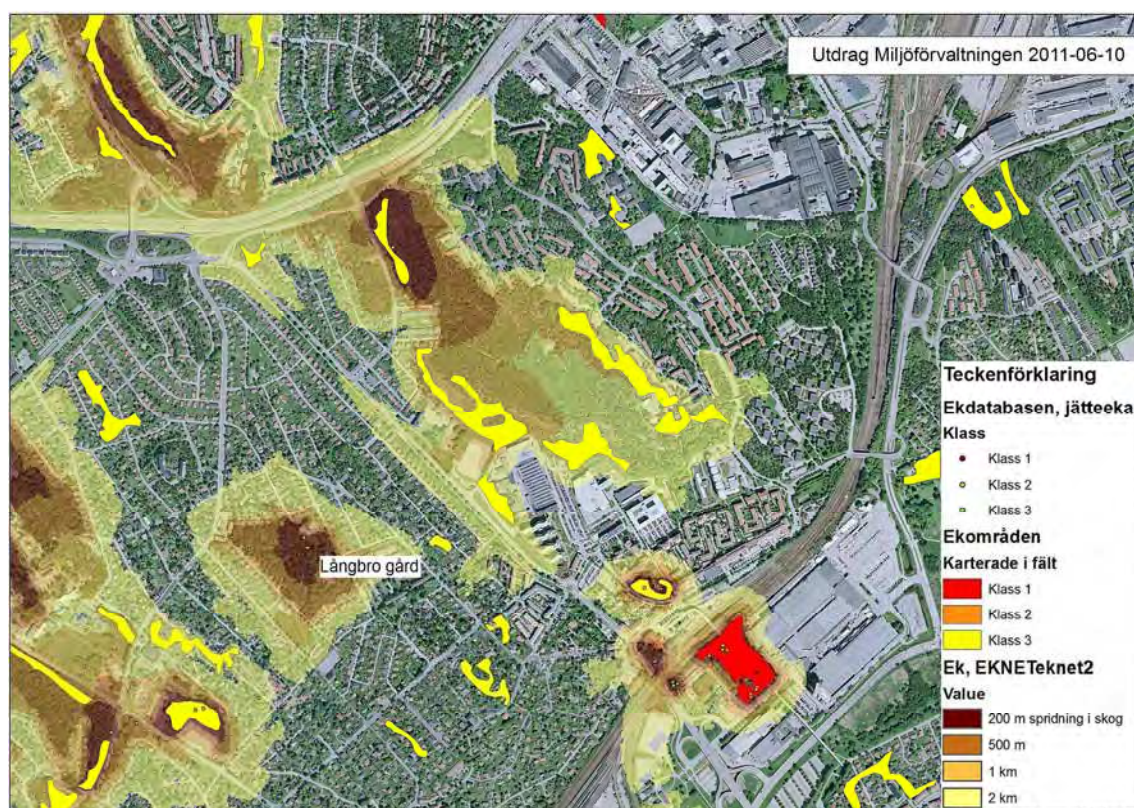 Utdrag Miljöförvaltningen 2011-06-10
Långbro gård
Teckenförklaring
Ekdatabasen, jätteeka
Klass
Klass 1
Klass 2
Klass 3
Ekområden
Karterade i fält
Klass 1
Klass 2
Klass 3
Ek, EKNETeknet2
Value
200 m spridning i skog
500 m
1 km
2 km